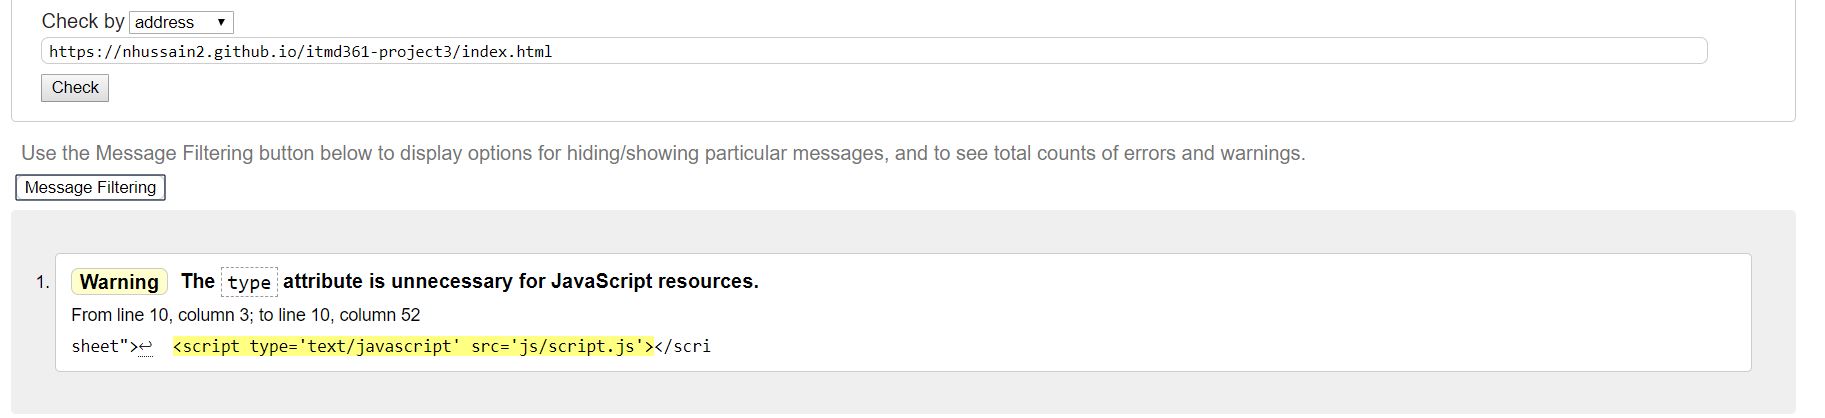 Check by address ▼
https://nhussain2.github.io/itmd361-project3/index.html
Check
Use the Message Filtering button below to display options for hiding/showing particular messages, and to see total counts of errors and warnings.
Message Filtering
1. Warning The type attribute is unnecessary for JavaScript resources.
From line 10, column 3; to line 10, column 52
sheet">↩ <script type='text/javascript' src='js/script.js'></scri